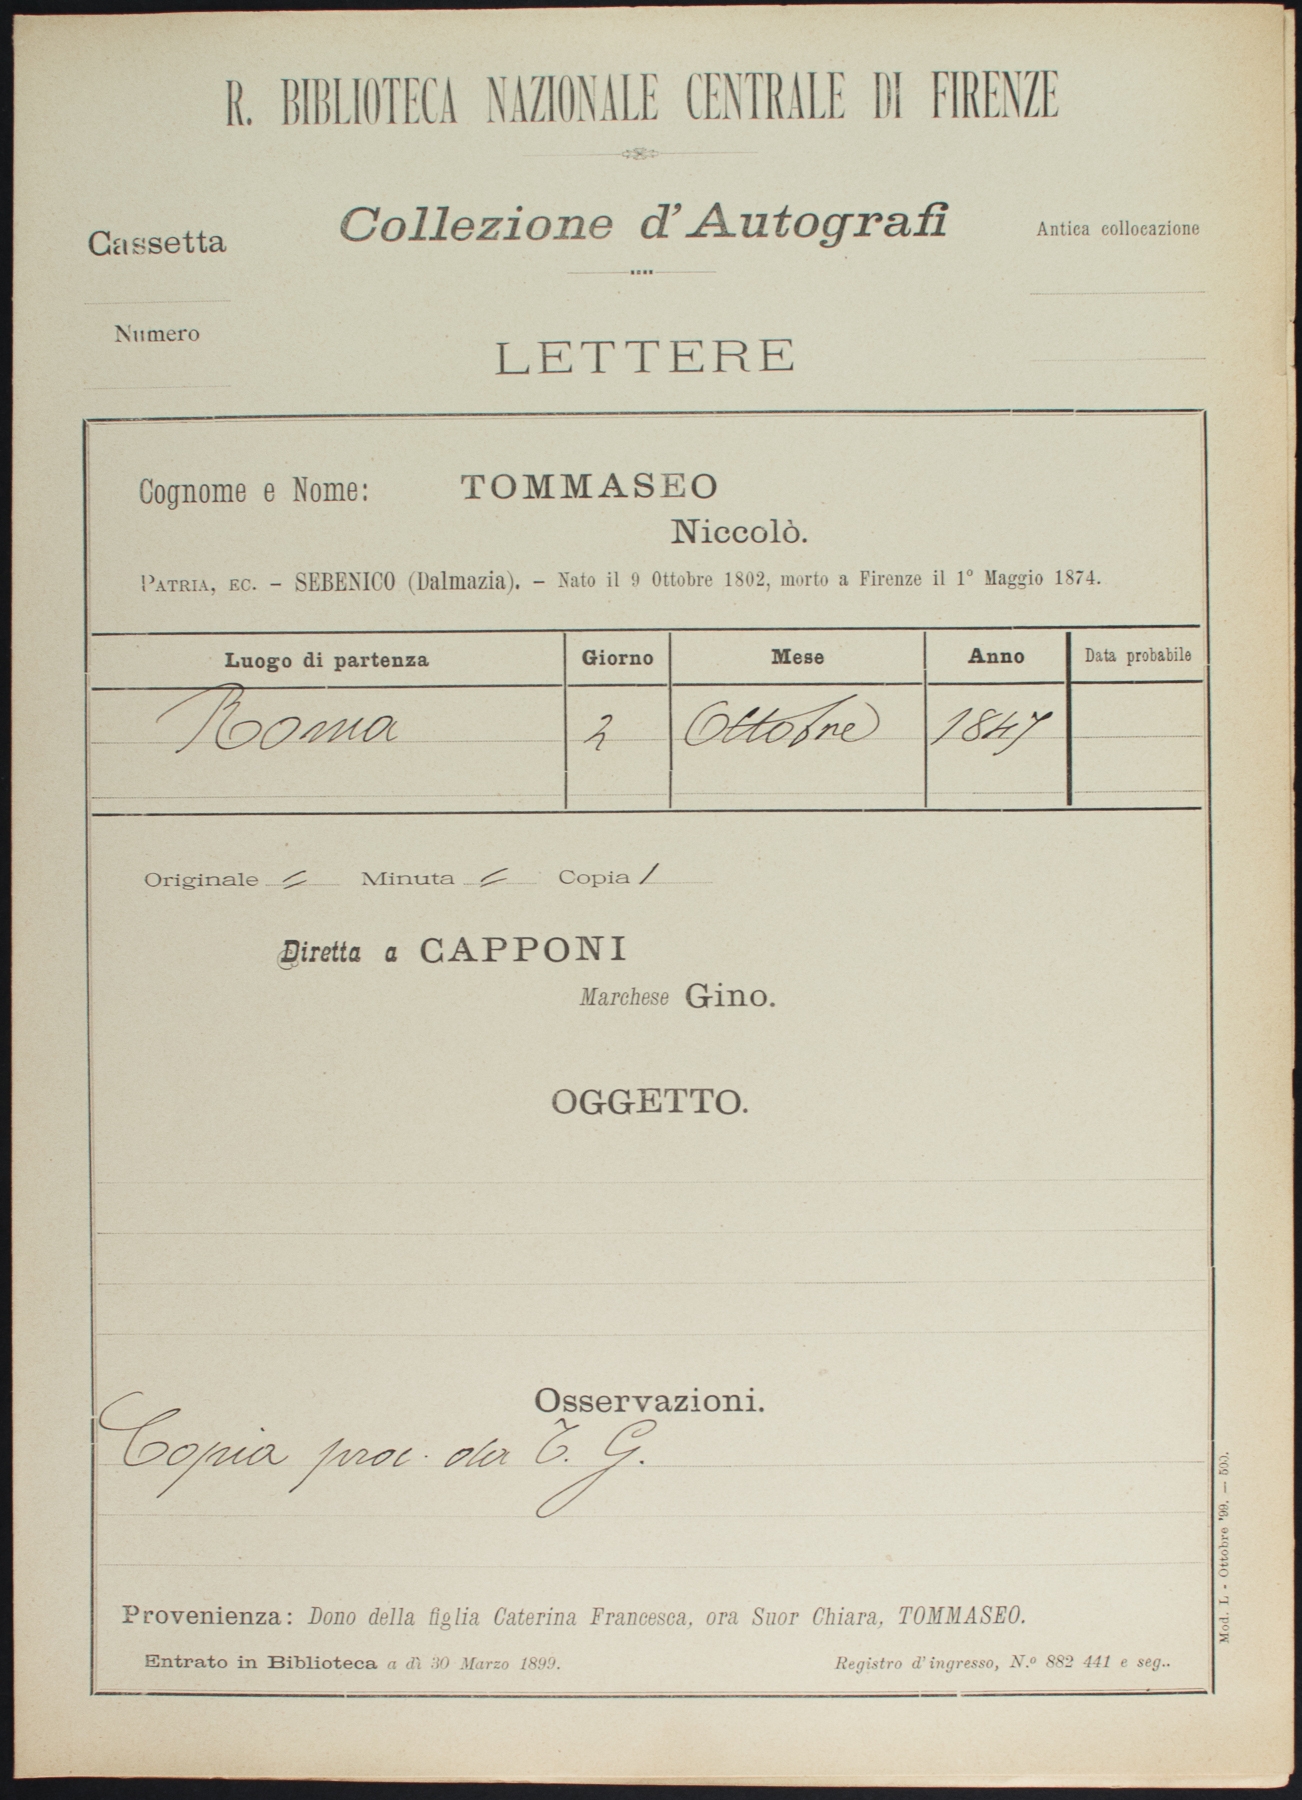 R. BIBLIOTECA NAZIONALE CENTRALE DI FIRENZE
Collezione d'Autografi
Cassetta
Antica collocazione
Numero
LETTERE
Cognome e Nome: TOMMASEO
Niccolò.
PATRIA, EC. – SEBENICO (Dalmazia). – Nato il 9 Ottobre 1802, morto a Firenze il 1º Maggio 1874.
Luogo di partenza Giorno Mese Anno Data probabile
Roma 2 Ottobre 1847
Originale = Minuta = Copia 1
Diretta a CAPPONI
Marchese Gino.
OGGETTO.
Osservazioni.
Copia proc. da T. G.
Provenienza: Dono della figlia Caterina Francesca, ora Suor Chiara, TOMMASEO.
Entrato in Biblioteca a dì 30 Marzo 1899. Registro d'ingresso, N.º 882 441 e seg..
Mod. L - Ottobre '99. — 500.